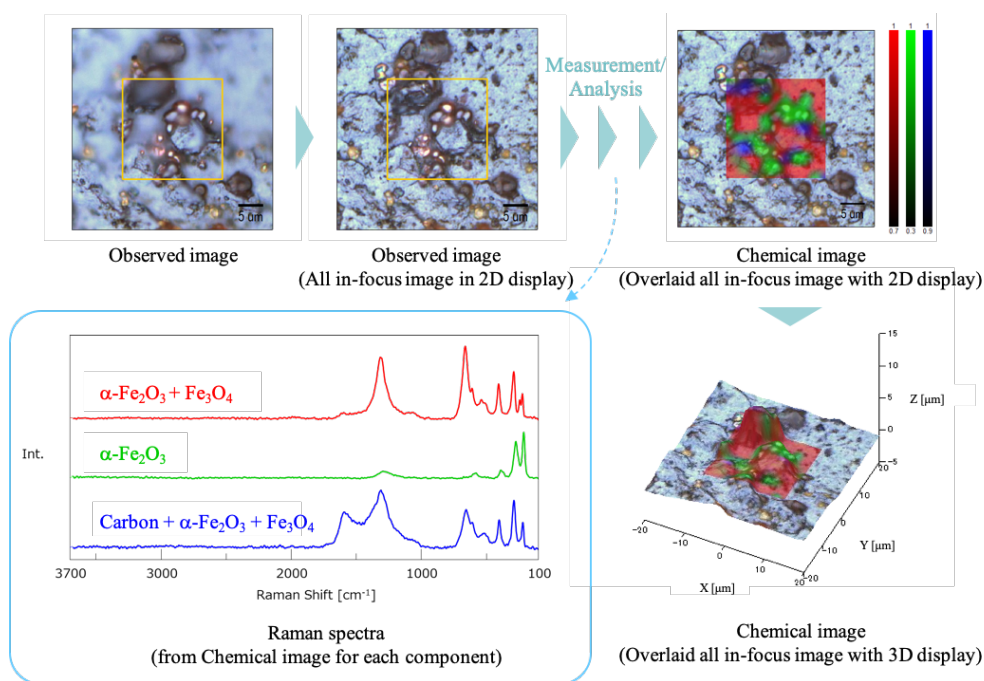 Measurement/
Analysis
5 um
5 um
5 um
1 1 1
0.7 0.3 0.9
Observed image
Observed image
(All in-focus image in 2D display)
Chemical image
(Overlaid all in-focus image with 2D display)
α-Fe₂O₃ + Fe₃O₄
α-Fe₂O₃
Carbon + α-Fe₂O₃ + Fe₃O₄
Int.
3700 3000 2000 1000 100
Raman Shift [cm⁻¹]
Raman spectra
(from Chemical image for each component)
15
10
5
0
-5
Z [μm]
20
10
0
-10
-20
Y [μm]
-20
-10
0
10
20
X [μm]
Chemical image
(Overlaid all in-focus image with 3D display)